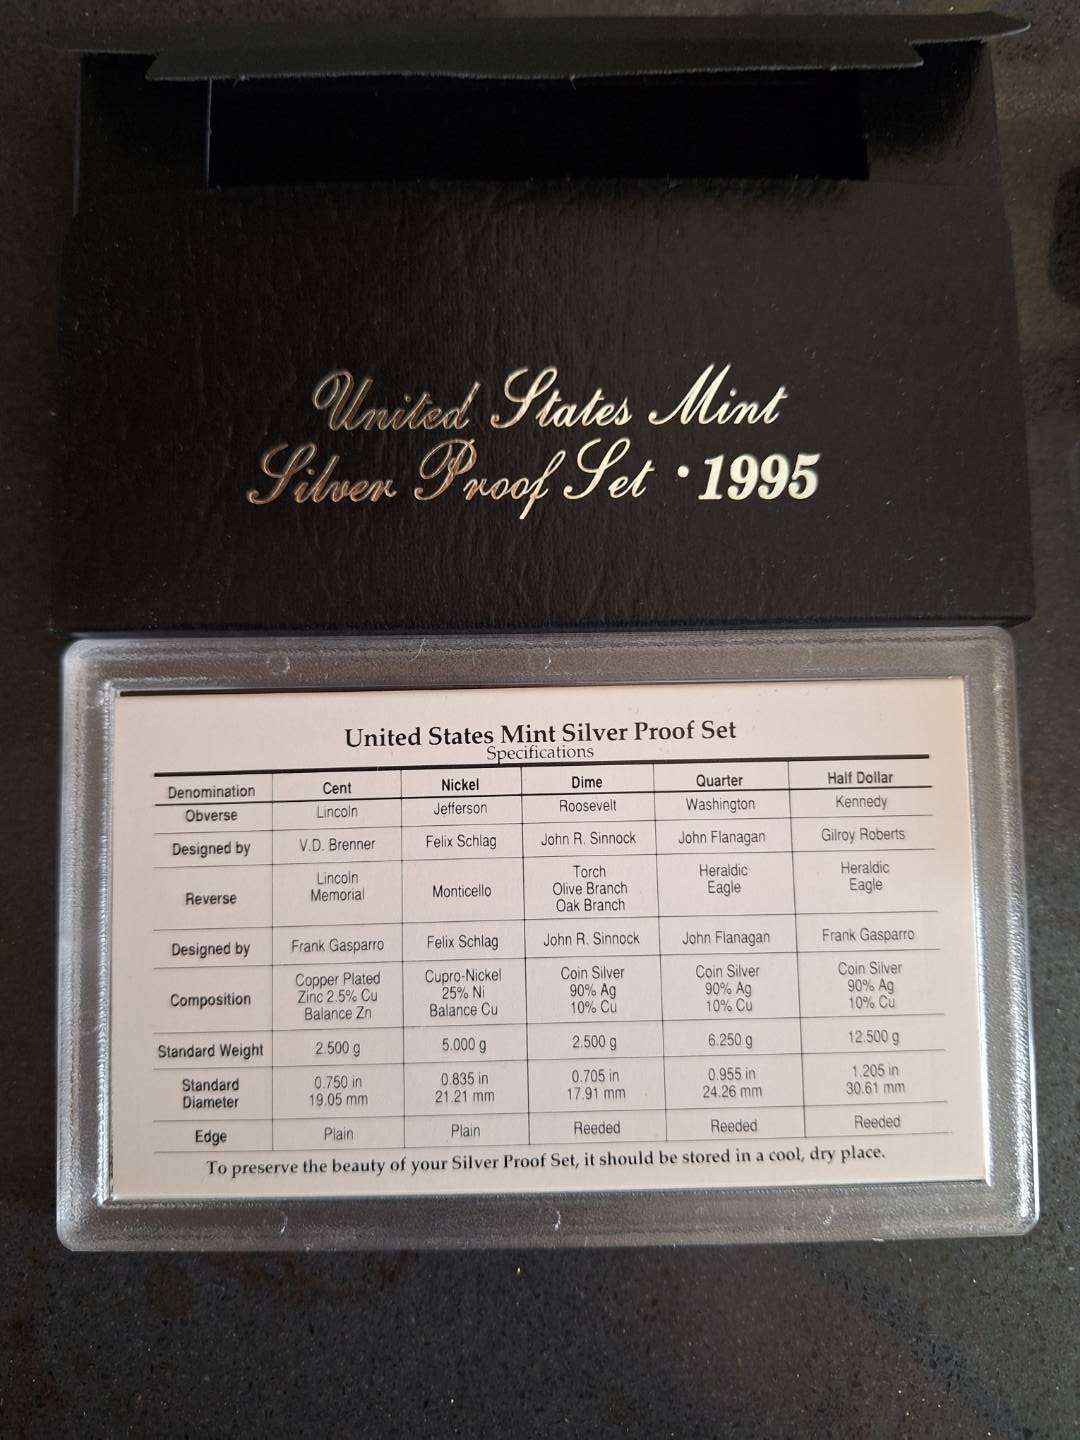 United States Mint
Silver Proof Set • 1995
United States Mint Silver Proof Set
Specifications
Denomination Cent Nickel Dime Quarter Half Dollar
Obverse Lincoln Jefferson Roosevelt Washington Kennedy
Designed by V.D. Brenner Felix Schlag John R. Sinnock John Flanagan Gilroy Roberts
Reverse Lincoln Memorial Monticello Torch Olive Branch Oak Branch Heraldic Eagle Heraldic Eagle
Designed by Frank Gasparro Felix Schlag John R. Sinnock John Flanagan Frank Gasparro
Composition Copper Plated Zinc 2.5% Cu Balance Zn Cupro-Nickel 25% Ni Balance Cu Coin Silver 90% Ag 10% Cu Coin Silver 90% Ag 10% Cu Coin Silver 90% Ag 10% Cu
Standard Weight 2.500 g 5.000 g 2.500 g 6.250 g 12.500 g
Standard Diameter 0.750 in 19.05 mm 0.835 in 21.21 mm 0.705 in 17.91 mm 0.955 in 24.26 mm 1.205 in 30.61 mm
Edge Plain Plain Reeded Reeded Reeded
To preserve the beauty of your Silver Proof Set, it should be stored in a cool, dry place.